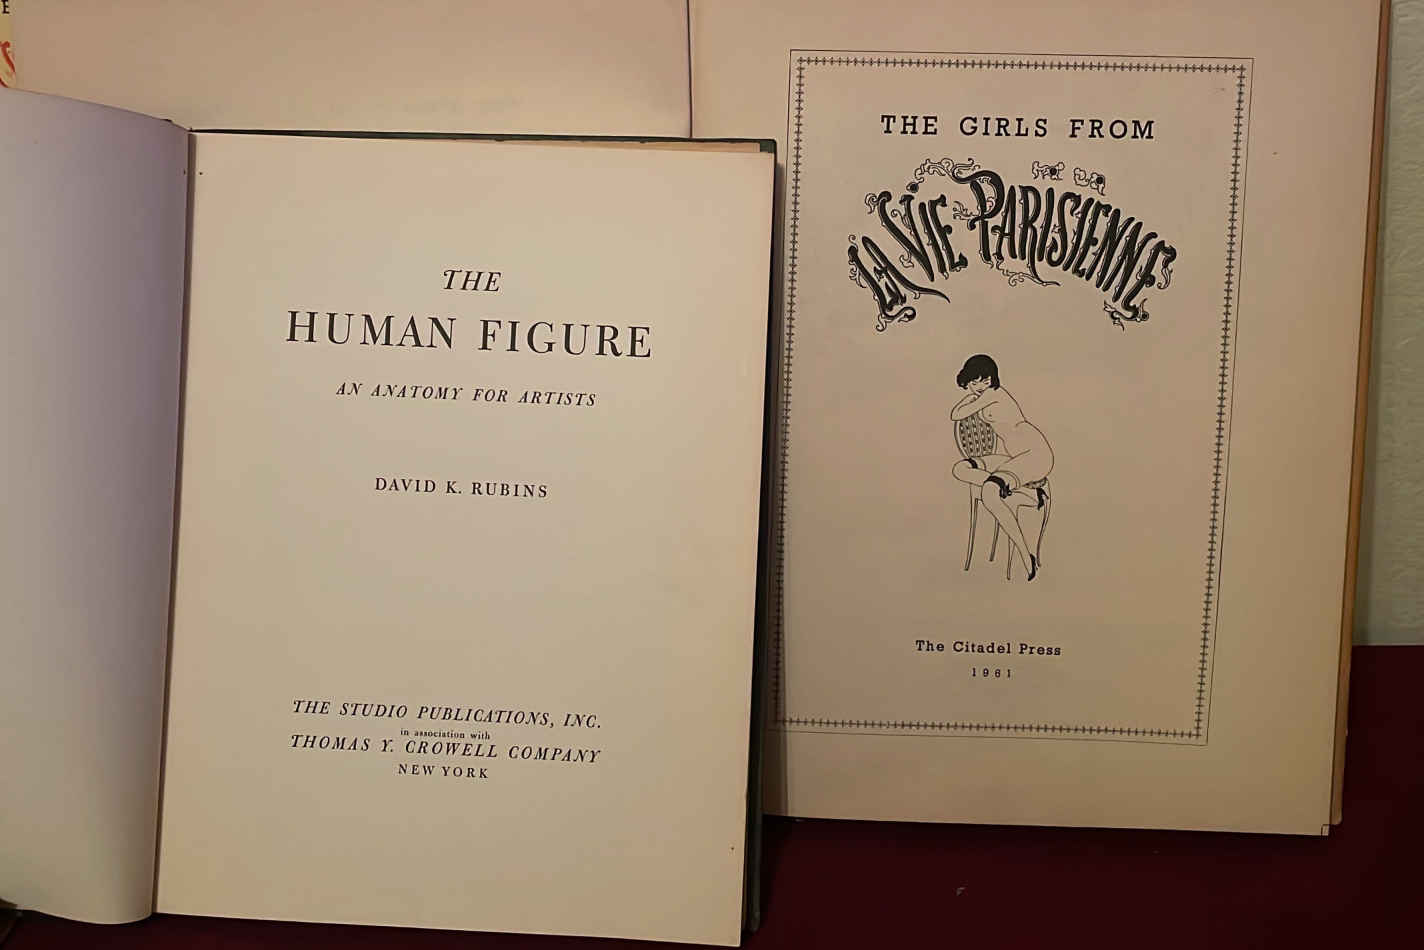 THE
HUMAN FIGURE
AN ANATOMY FOR ARTISTS
DAVID K. RUBINS
THE STUDIO PUBLICATIONS, INC.
in association with
THOMAS Y. CROWELL COMPANY
NEW YORK
THE GIRLS FROM
LA VIE PARISIENNE
The Citadel Press
1961